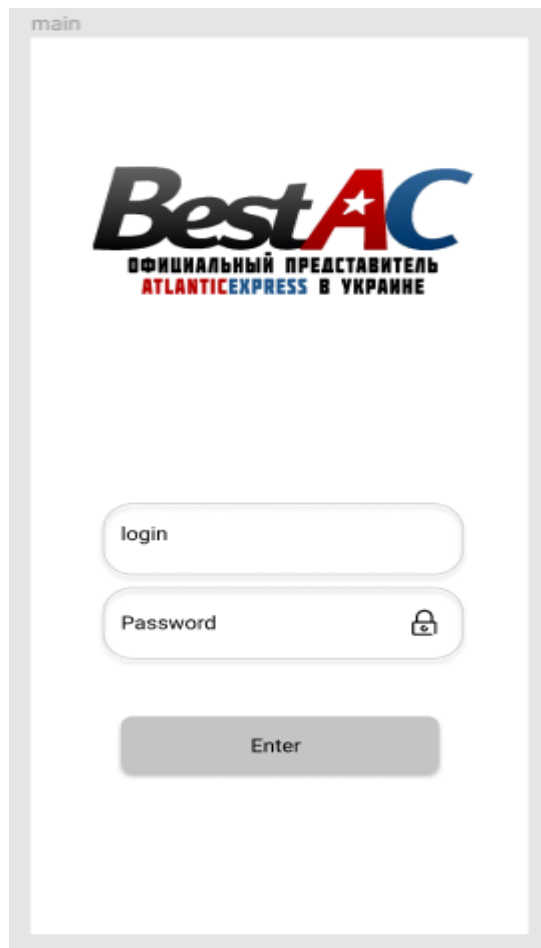 main
BestAC
ОФИЦИАЛЬНЫЙ ПРЕДСТАВИТЕЛЬ
ATLANTICEXPRESS В УКРАИНЕ
login
Password
Enter